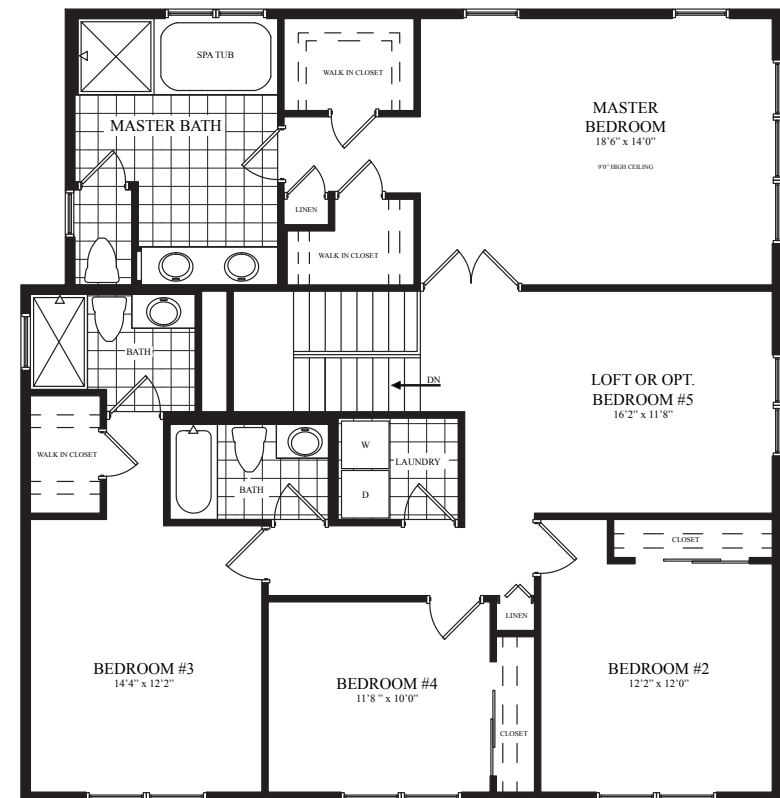 SPA TUB
WALK IN CLOSET
MASTER BATH
MASTER
BEDROOM
18'6" x 14'0"
9'0" HIGH CEILING
LINEN
WALK IN CLOSET
BATH
DN
LOFT OR OPT.
BEDROOM #5
16'2" x 11'8"
WALK IN CLOSET
W
LAUNDRY
BATH
D
CLOSET
LINEN
BEDROOM #3
14'4" x 12'2"
BEDROOM #4
11'8 " x 10'0"
BEDROOM #2
12'2" x 12'0"
CLOSET